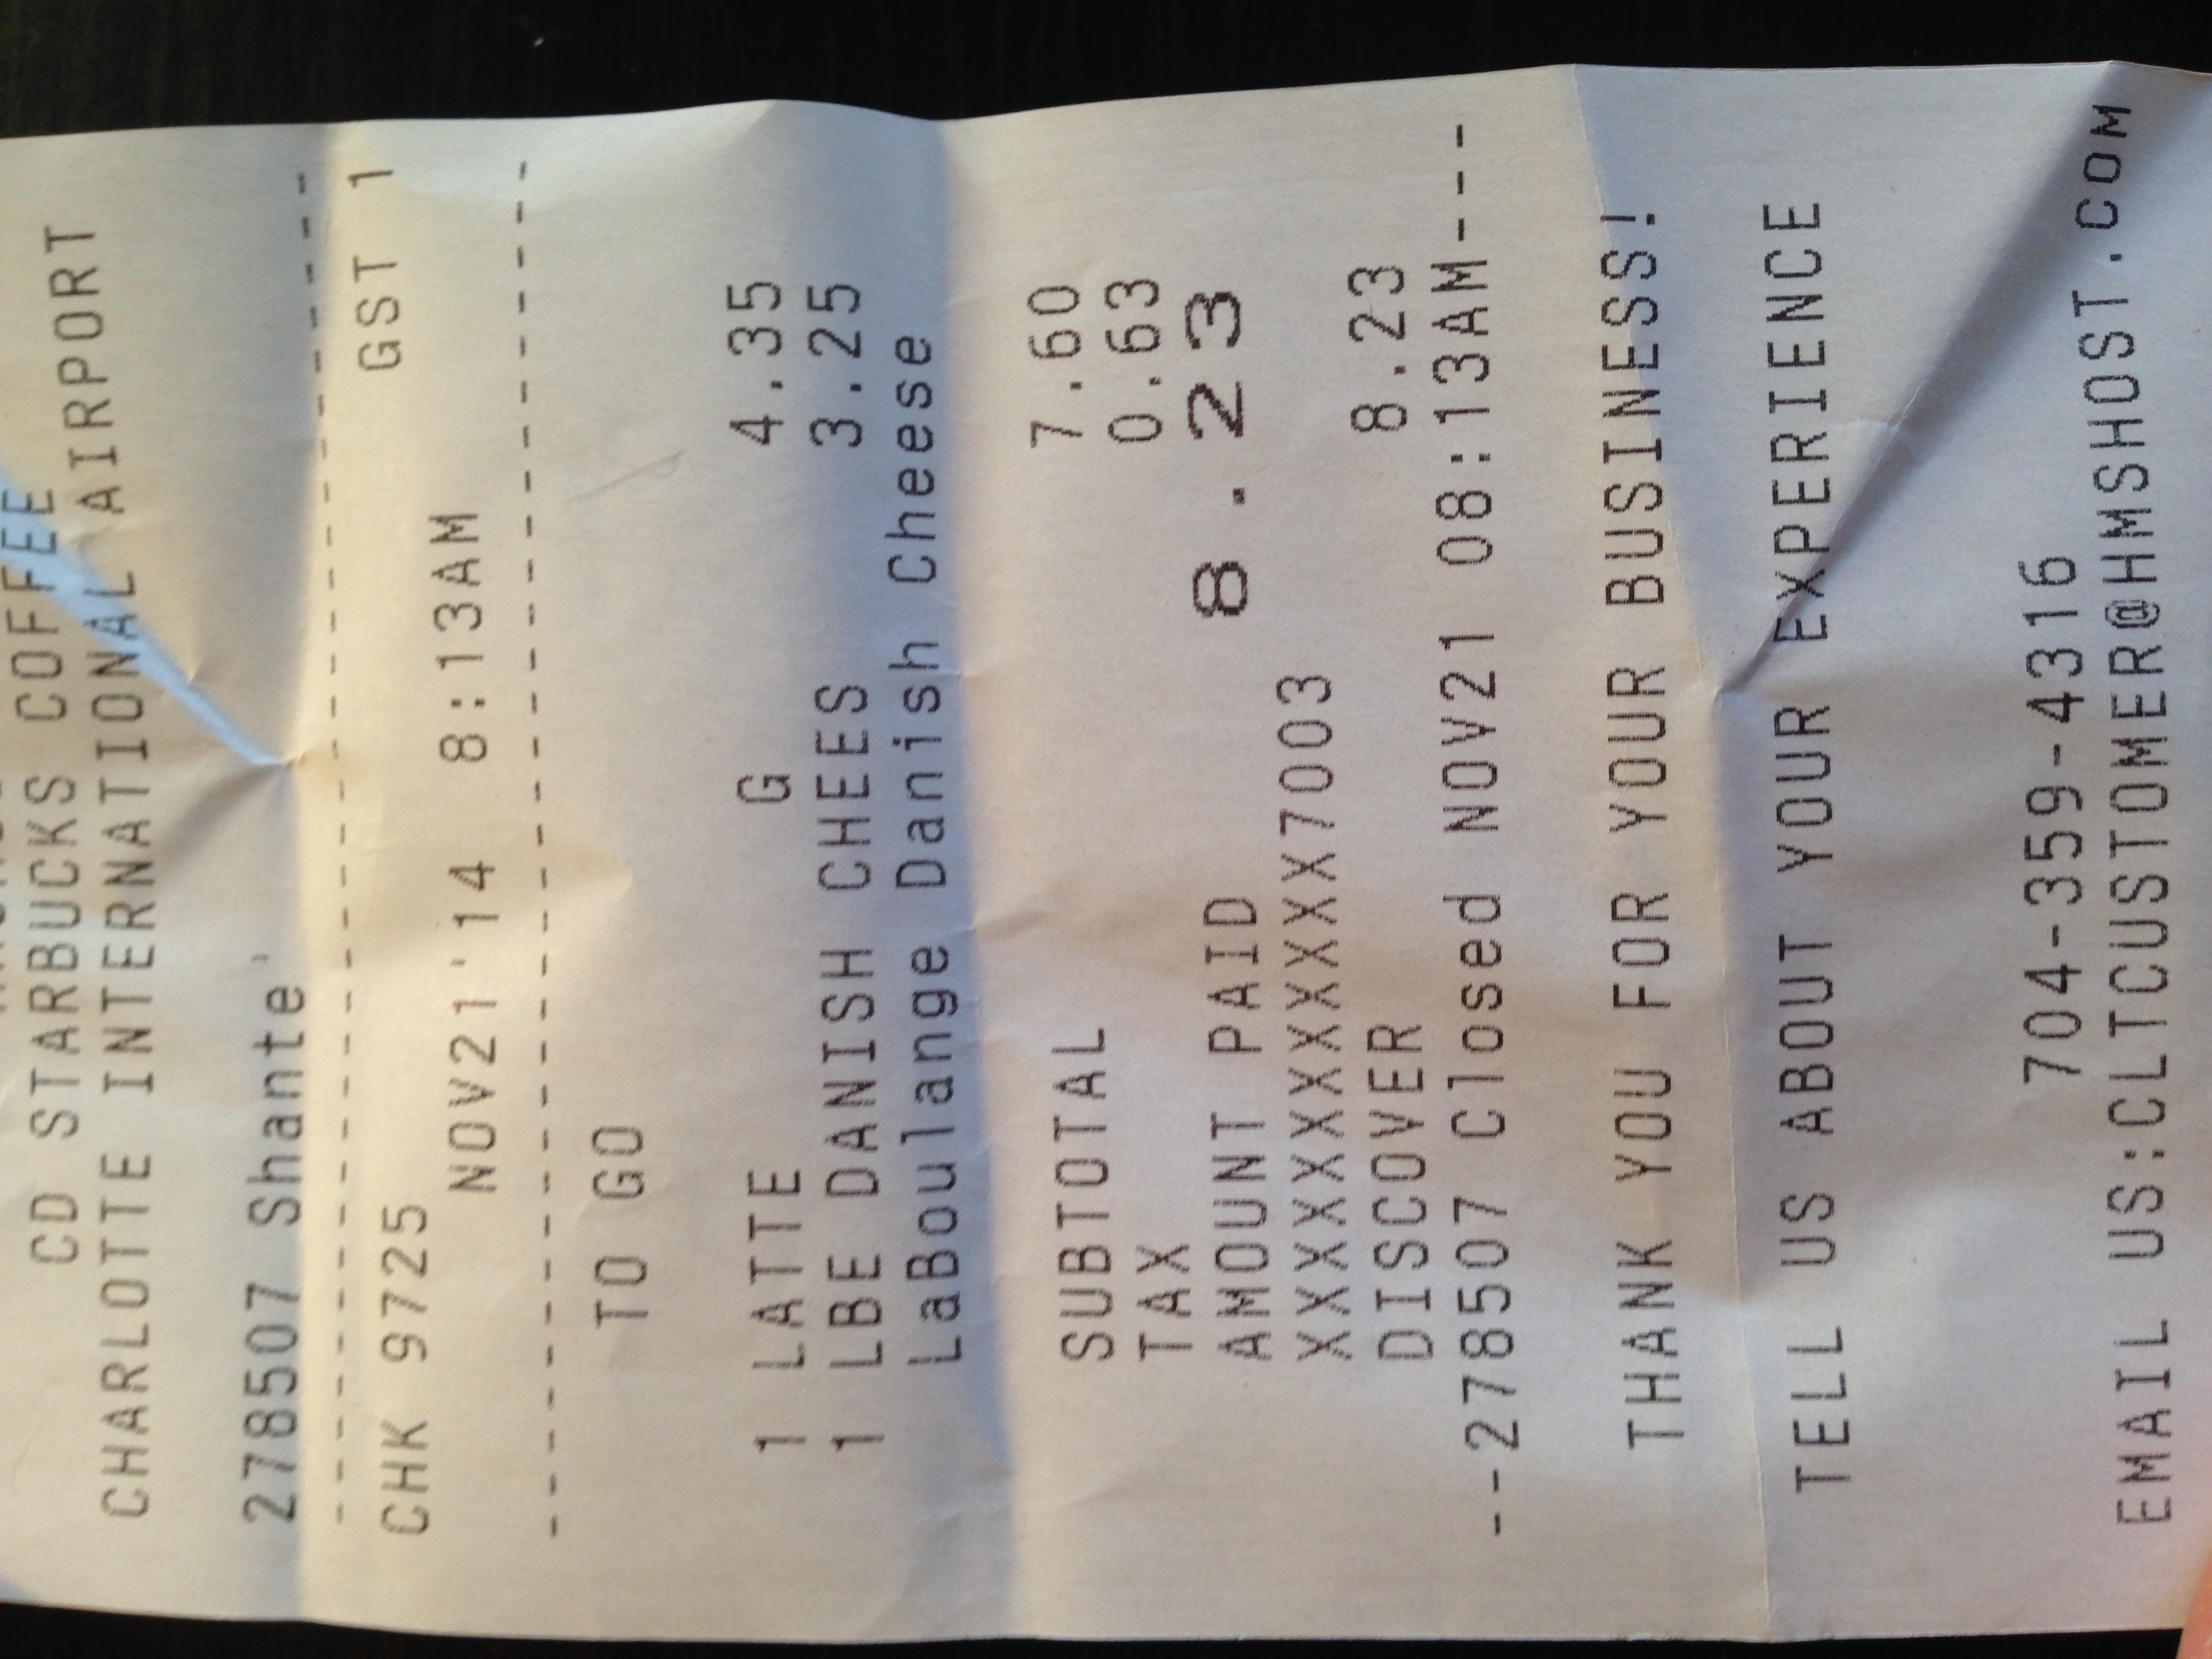 CD STARBUCKS COFFEE
CHARLOTTE INTERNATIONAL AIRPORT
278507 Shante'
--------------------------------
CHK 9725 GST 1
NOV21'14 8:13AM
--------------------------------
TO GO
1 LATTE G 4.35
1 LBE DANISH CHEES 3.25
LaBoulange Danish Cheese
SUBTOTAL 7.60
TAX 0.63
AMOUNT PAID 8.23
XXXXXXXXXXXX7003
DISCOVER 8.23
--278507 Closed NOV21 08:13AM---
THANK YOU FOR YOUR BUSINESS!
TELL US ABOUT YOUR EXPERIENCE
704-359-4316
EMAIL US:CLTCUSTOMER@HMSHOST.COM